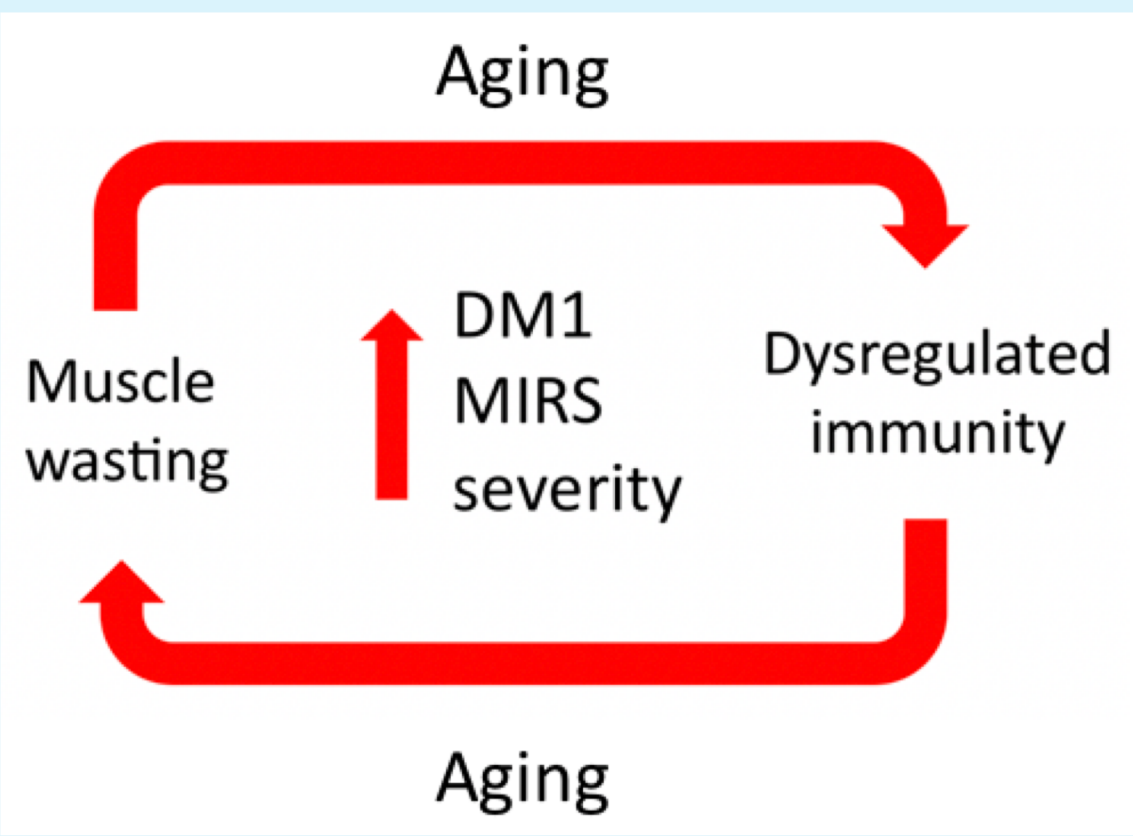 Aging
Muscle
wasting
DM1
MIRS
severity
Dysregulated
immunity
Aging